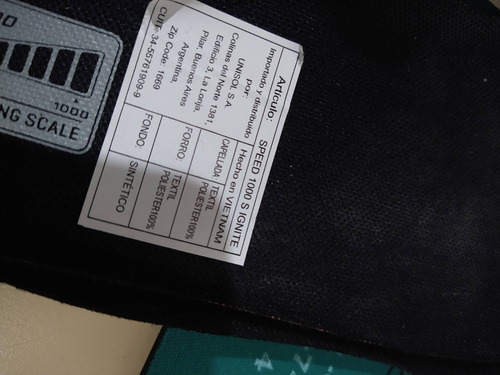 Artículo: SPEED 1000 S IGNITE
Importado y distribuido
por:
UNISOL S.A
Colinas del Norte 1381,
Edificio 3, La Lonja,
Pilar, Buenos Aires
Argentina,
Zip Code: 1669
CUIT: 34-55761909-9
Hecho en VIETNAM
CAPELLADA TEXTIL POLIESTER100%
FORRO: TEXTIL POLIESTER100%
FONDO: SINTÉTICO
1000
NG SCALE